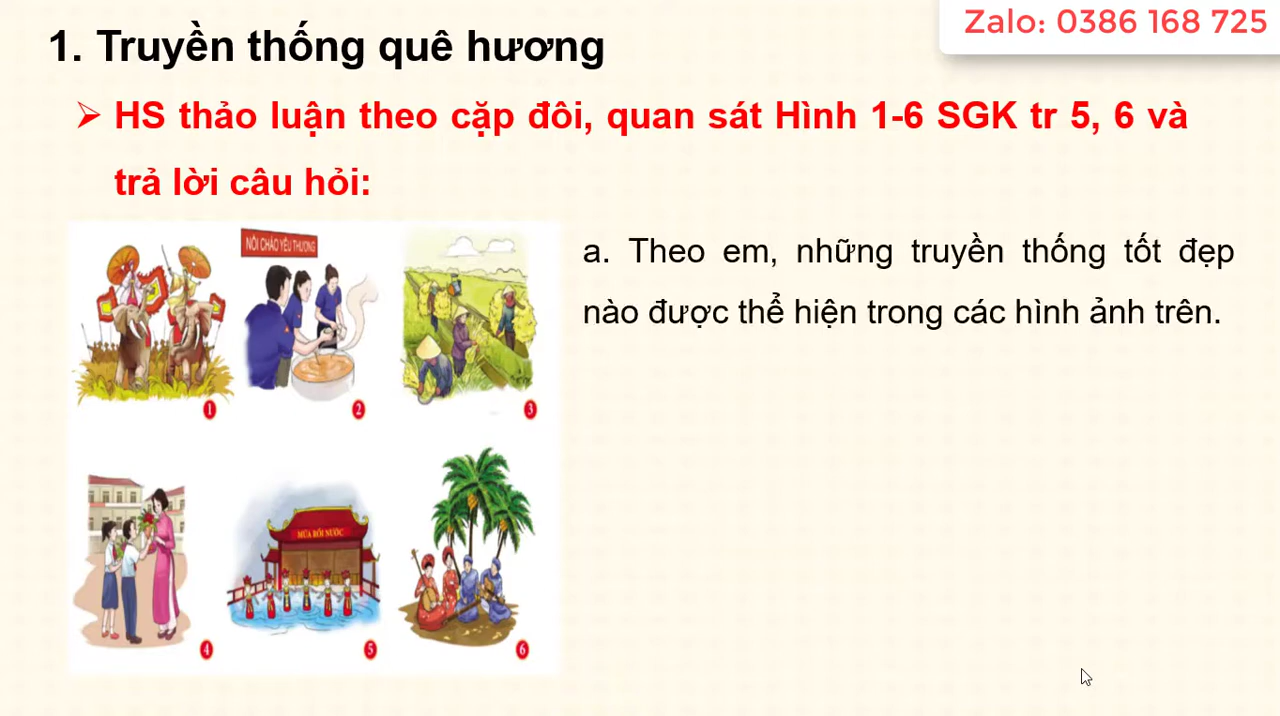 Zalo: 0386 168 725
1. Truyền thống quê hương
➢ HS thảo luận theo cặp đôi, quan sát Hình 1-6 SGK tr 5, 6 và
trả lời câu hỏi:
a. Theo em, những truyền thống tốt đẹp
nào được thể hiện trong các hình ảnh trên.
NỒI CHÁO YÊU THƯƠNG
1
2
3
MÚA RỐI NƯỚC
4
5
6